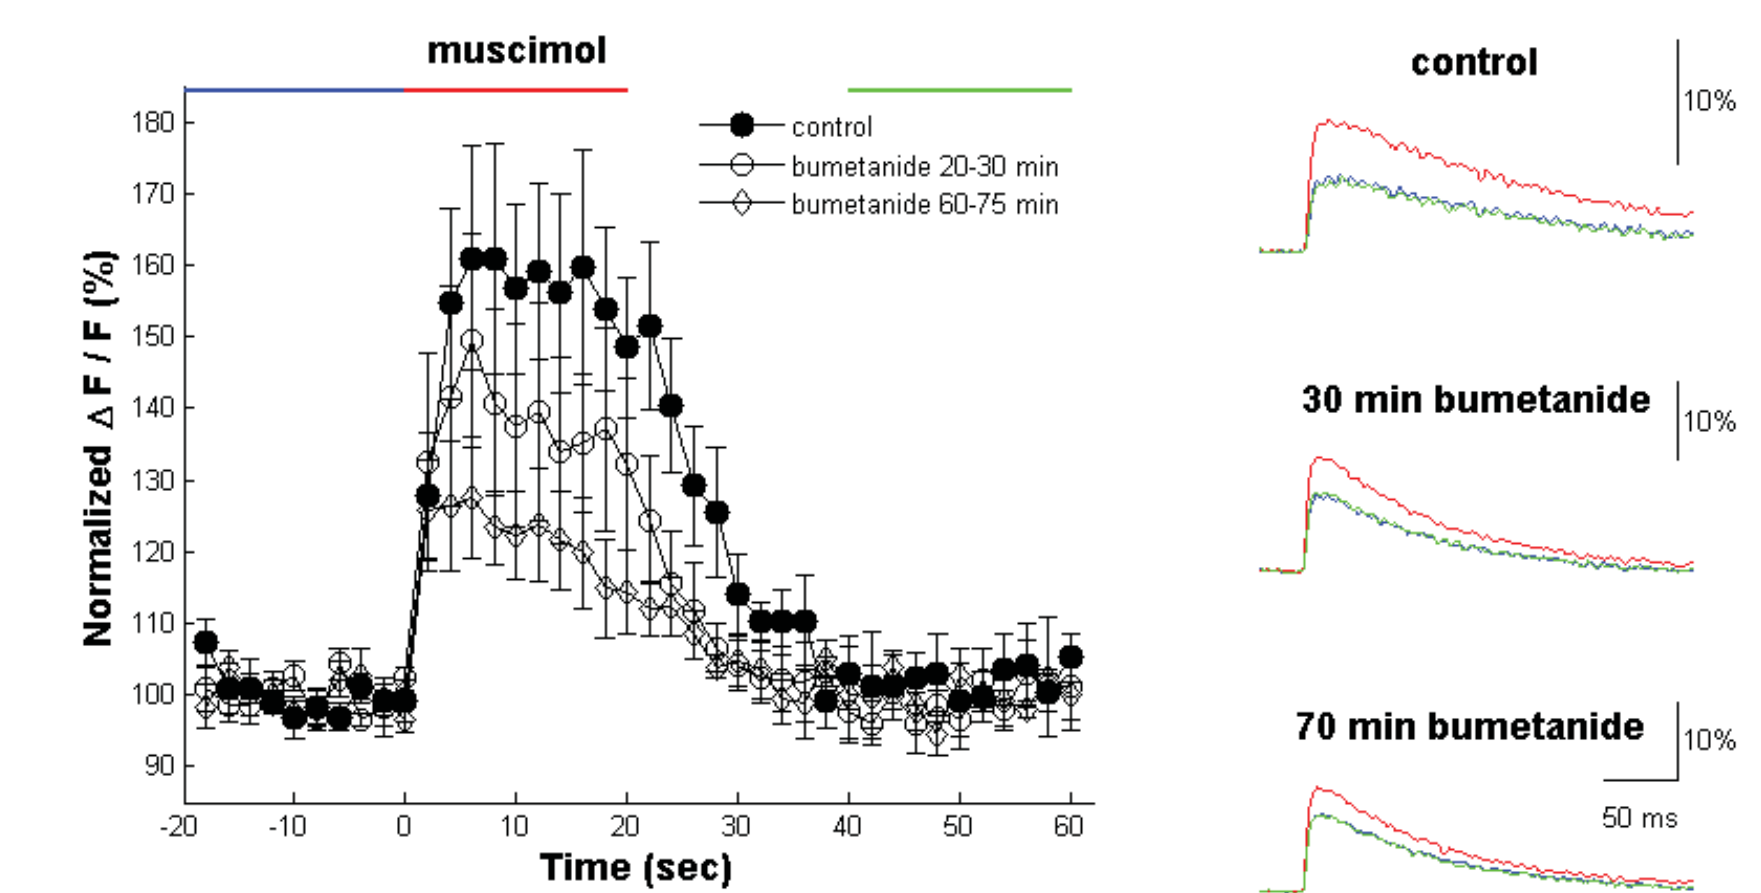 muscimol
control
bumetanide 20-30 min
bumetanide 60-75 min
Normalized Δ F / F (%)
180
170
160
150
140
130
120
110
100
90
-20 -10 0 10 20 30 40 50 60
Time (sec)
control
10%
30 min bumetanide
10%
70 min bumetanide
10%
50 ms